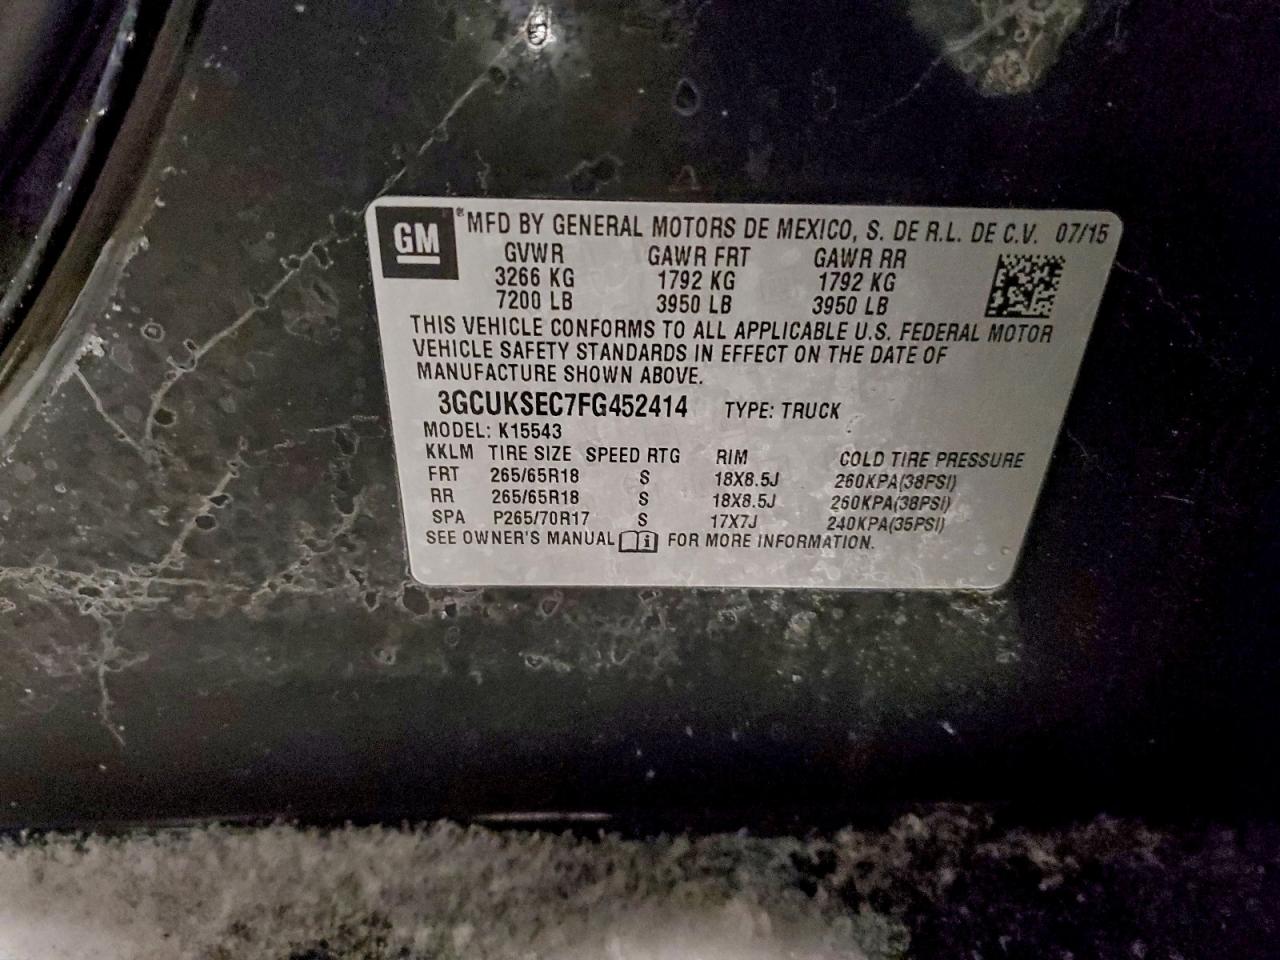 GM ® MFD BY GENERAL MOTORS DE MEXICO, S. DE R.L. DE C.V. 07/15
GVWR GAWR FRT GAWR RR
3266 KG 1792 KG 1792 KG
7200 LB 3950 LB 3950 LB
THIS VEHICLE CONFORMS TO ALL APPLICABLE U.S. FEDERAL MOTOR
VEHICLE SAFETY STANDARDS IN EFFECT ON THE DATE OF
MANUFACTURE SHOWN ABOVE.
3GCUKSEC7FG452414 TYPE: TRUCK
MODEL: K15543
KKLM TIRE SIZE SPEED RTG RIM COLD TIRE PRESSURE
FRT 265/65R18 S 18X8.5J 260KPA(38PSI)
RR 265/65R18 S 18X8.5J 260KPA(38PSI)
SPA P265/70R17 S 17X7J 240KPA(35PSI)
SEE OWNER'S MANUAL i FOR MORE INFORMATION.